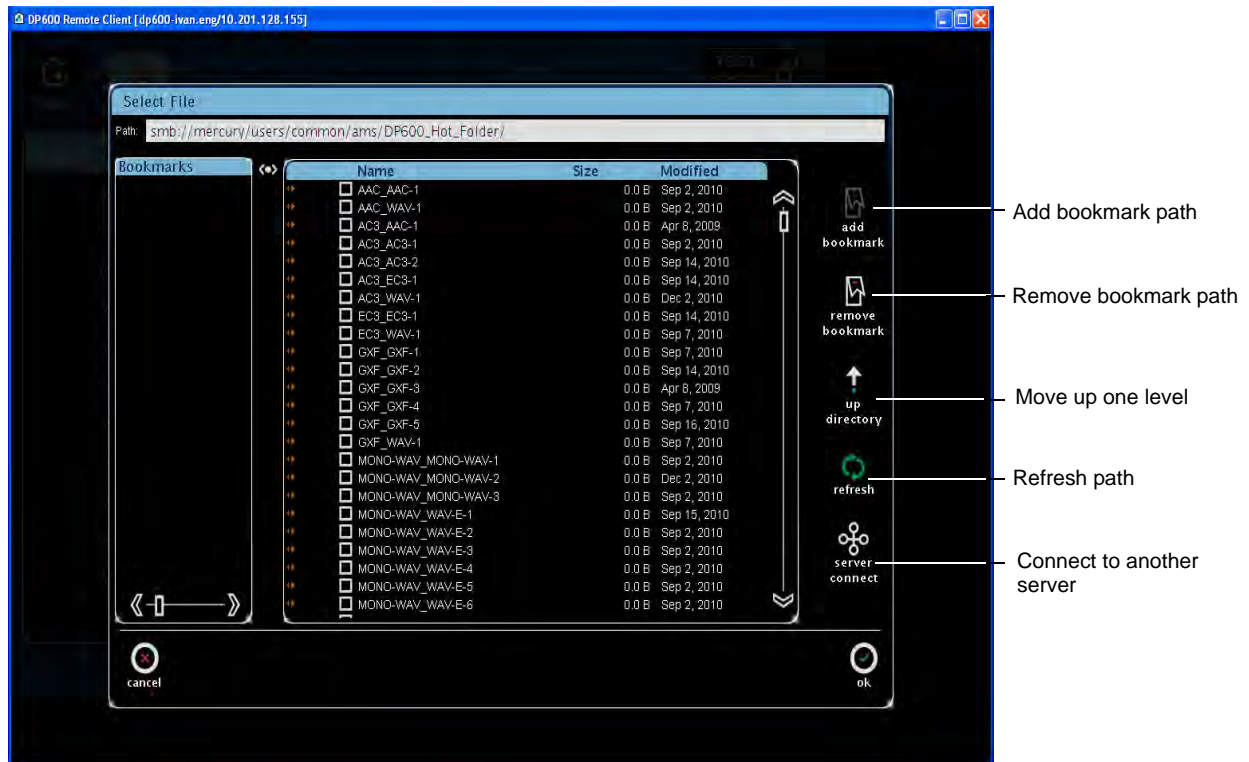 DP600 Remote Client [dp600-ivan.eng/10.201.128.155]
Select File
Path: smb://mercury/users/common/ams/DP600_Hot_Folder/
Bookmarks
Name Size Modified
AAC_AAC-1 0.0 B Sep 2, 2010
AAC_WAV-1 0.0 B Sep 2, 2010
AC3_AAC-1 0.0 B Apr 8, 2009
AC3_AC3-1 0.0 B Sep 2, 2010
AC3_AC3-2 0.0 B Sep 14, 2010
AC3_EC3-1 0.0 B Sep 14, 2010
AC3_WAV-1 0.0 B Dec 2, 2010
EC3_EC3-1 0.0 B Sep 14, 2010
EC3_WAV-1 0.0 B Sep 7, 2010
GXF_GXF-1 0.0 B Sep 7, 2010
GXF_GXF-2 0.0 B Sep 14, 2010
GXF_GXF-3 0.0 B Apr 8, 2009
GXF_GXF-4 0.0 B Sep 7, 2010
GXF_GXF-5 0.0 B Sep 16, 2010
GXF_WAV-1 0.0 B Sep 7, 2010
MONO-WAV_MONO-WAV-1 0.0 B Sep 2, 2010
MONO-WAV_MONO-WAV-2 0.0 B Dec 2, 2010
MONO-WAV_MONO-WAV-3 0.0 B Sep 2, 2010
MONO-WAV_WAV-E-1 0.0 B Sep 15, 2010
MONO-WAV_WAV-E-2 0.0 B Sep 2, 2010
MONO-WAV_WAV-E-3 0.0 B Sep 2, 2010
MONO-WAV_WAV-E-4 0.0 B Sep 2, 2010
MONO-WAV_WAV-E-5 0.0 B Sep 2, 2010
MONO-WAV_WAV-E-6 0.0 B Sep 2, 2010
add
bookmark
remove
bookmark
up
directory
refresh
server
connect
cancel
ok
Add bookmark path
Remove bookmark path
Move up one level
Refresh path
Connect to another
server